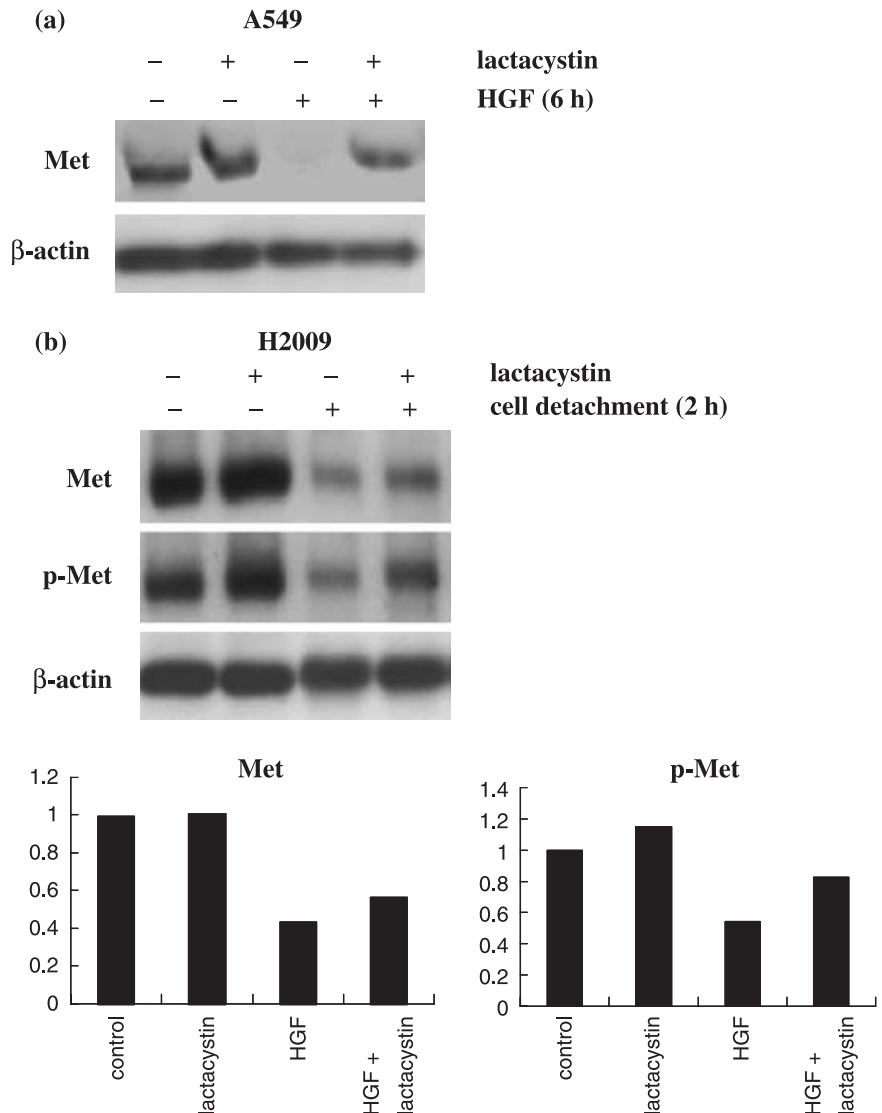 (a) A549
– + – + lactacystin
– – + + HGF (6 h)
Met
β-actin
(b) H2009
– + – + lactacystin
– – + + cell detachment (2 h)
Met
p-Met
β-actin
Met
1.2
1
0.8
0.6
0.4
0.2
0
control
lactacystin
HGF
HGF +
lactacystin
p-Met
1.4
1.2
1
0.8
0.6
0.4
0.2
0
control
lactacystin
HGF
HGF +
lactacystin